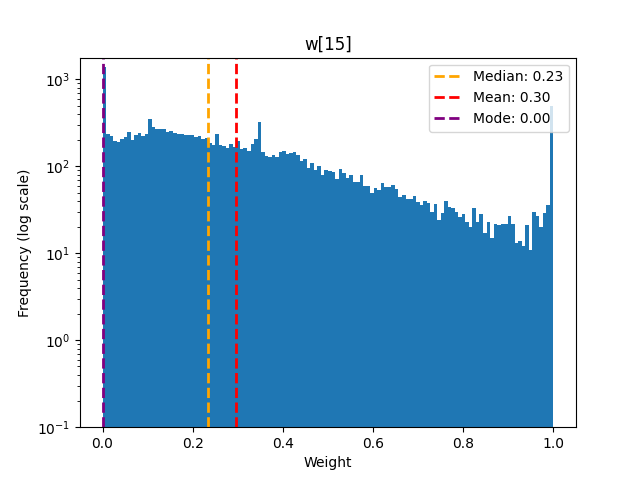 w[15]
Median: 0.23
Mean: 0.30
Mode: 0.00
Frequency (log scale)
10³
10²
10¹
10⁰
10⁻¹
0.0 0.2 0.4 0.6 0.8 1.0
Weight